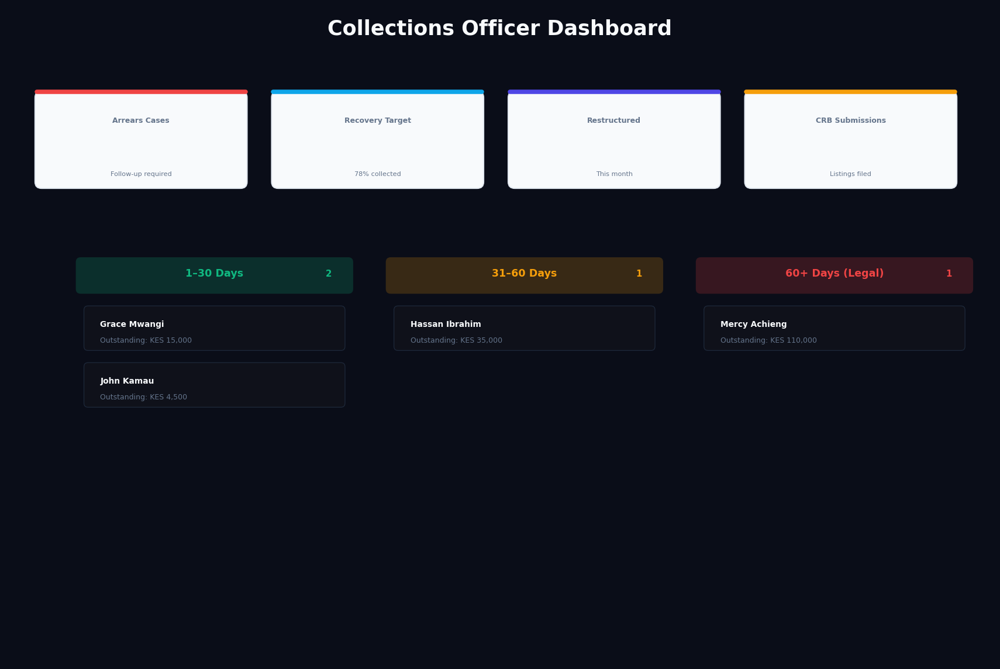 Collections Officer Dashboard
Arrears Cases
Follow-up required
Recovery Target
78% collected
Restructured
This month
CRB Submissions
Listings filed
1–30 Days 2
Grace Mwangi
Outstanding: KES 15,000
John Kamau
Outstanding: KES 4,500
31–60 Days 1
Hassan Ibrahim
Outstanding: KES 35,000
60+ Days (Legal) 1
Mercy Achieng
Outstanding: KES 110,000